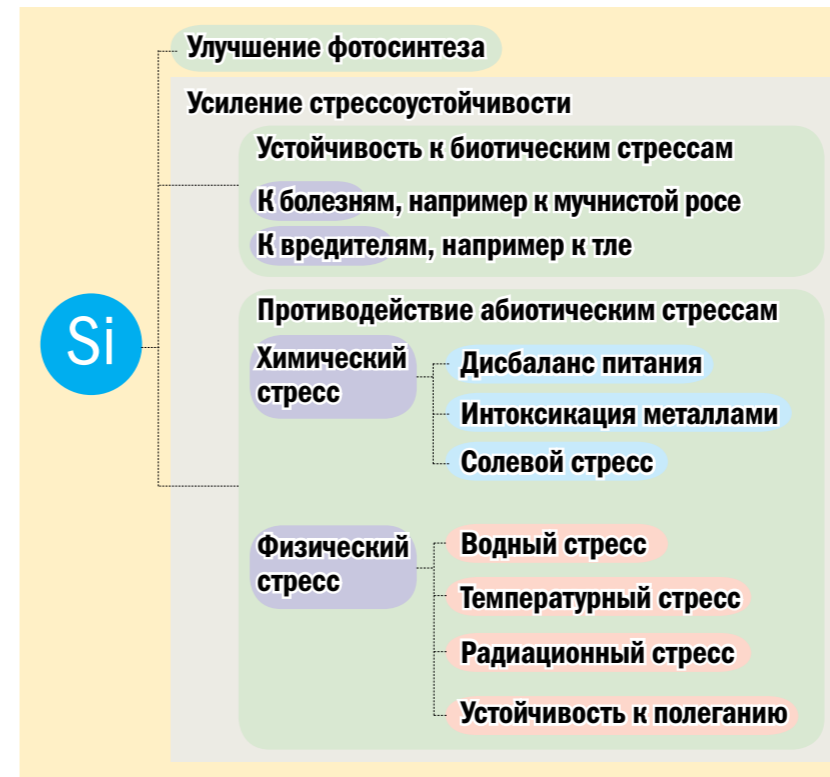 Улучшение фотосинтеза
Усиление стрессоустойчивости
Устойчивость к биотическим стрессам
К болезням, например к мучнистой росе
К вредителям, например к тле
Si
Противодействие абиотическим стрессам
Химический
стресс
Дисбаланс питания
Интоксикация металлами
Солевой стресс
Физический
стресс
Водный стресс
Температурный стресс
Радиационный стресс
Устойчивость к полеганию